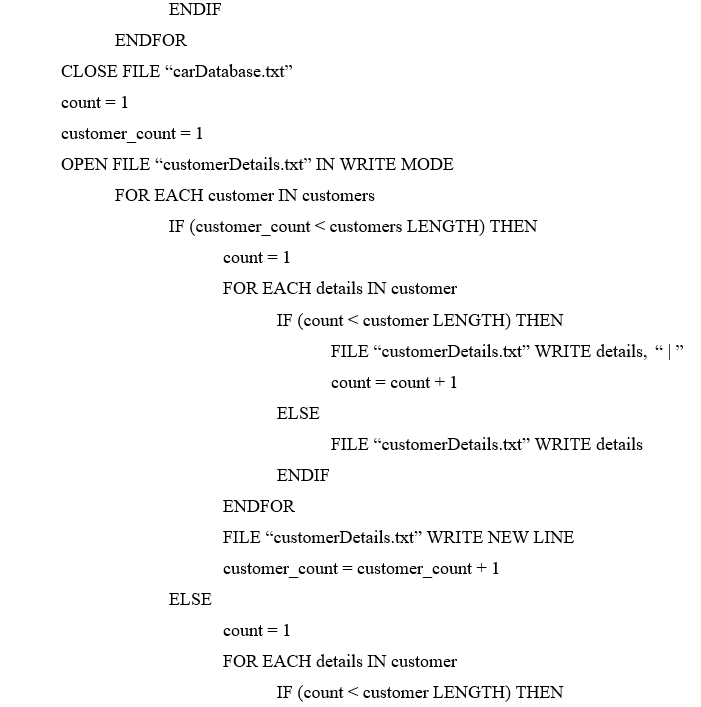 ENDIF
ENDFOR
CLOSE FILE “carDatabase.txt”
count = 1
customer_count = 1
OPEN FILE “customerDetails.txt” IN WRITE MODE
FOR EACH customer IN customers
IF (customer_count < customers LENGTH) THEN
count = 1
FOR EACH details IN customer
IF (count < customer LENGTH) THEN
FILE “customerDetails.txt” WRITE details, “ | ”
count = count + 1
ELSE
FILE “customerDetails.txt” WRITE details
ENDIF
ENDFOR
FILE “customerDetails.txt” WRITE NEW LINE
customer_count = customer_count + 1
ELSE
count = 1
FOR EACH details IN customer
IF (count < customer LENGTH) THEN